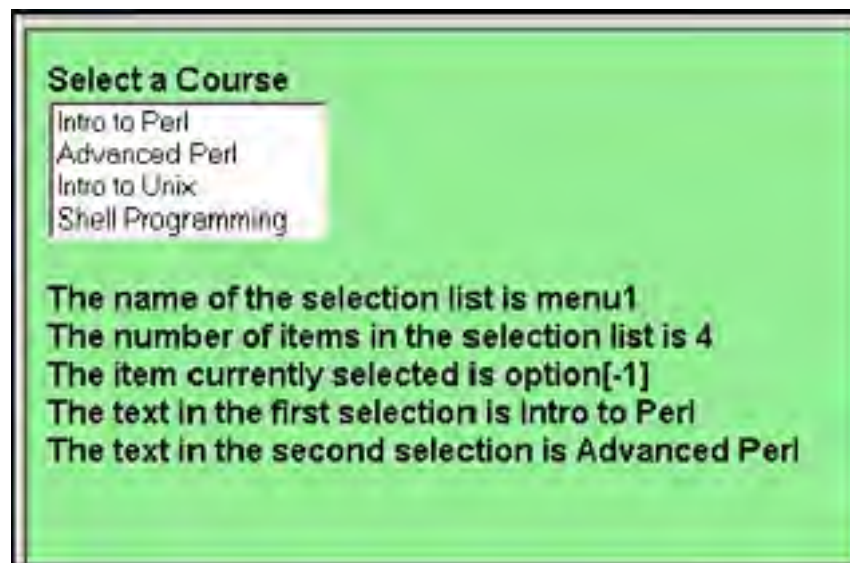 Select a Course
Intro to Perl
Advanced Perl
Intro to Unix
Shell Programming
The name of the selection list is menu1
The number of items in the selection list is 4
The item currently selected is option[-1]
The text in the first selection is Intro to Perl
The text in the second selection is Advanced Perl